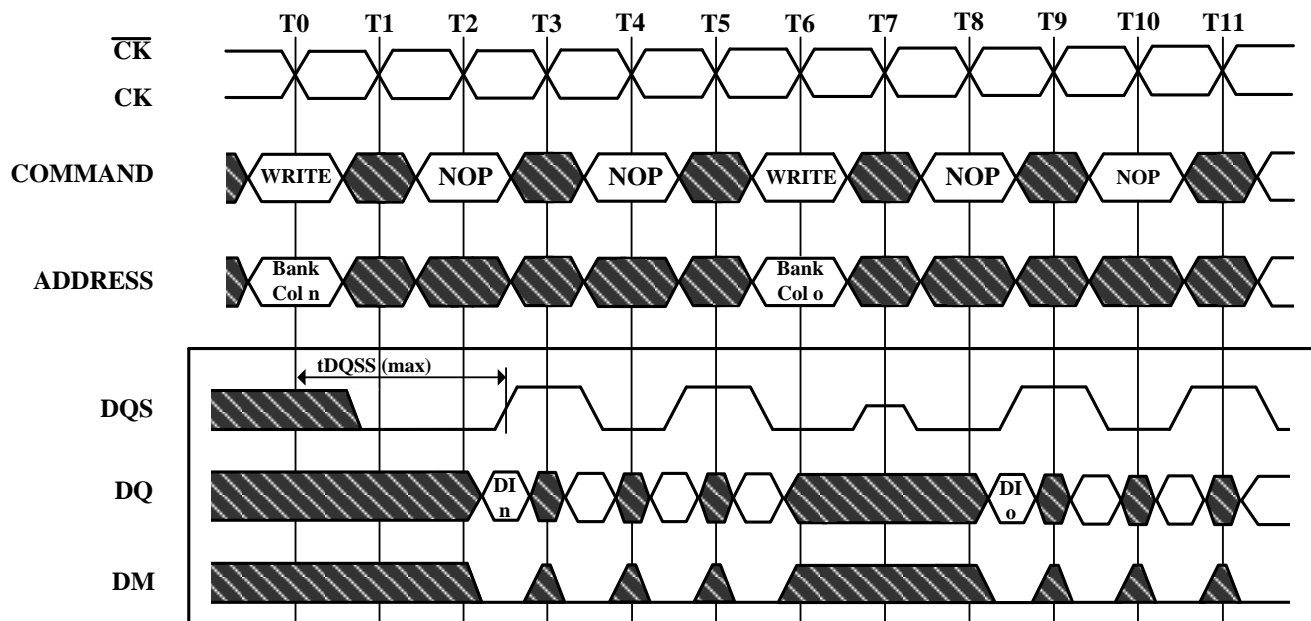 T0 T1 T2 T3 T4 T5 T6 T7 T8 T9 T10 T11
CK
CK
COMMAND WRITE NOP NOP WRITE NOP NOP
ADDRESS Bank Col n Bank Col o
tDQSS (max)
DQS
DQ DI n DI o
DM